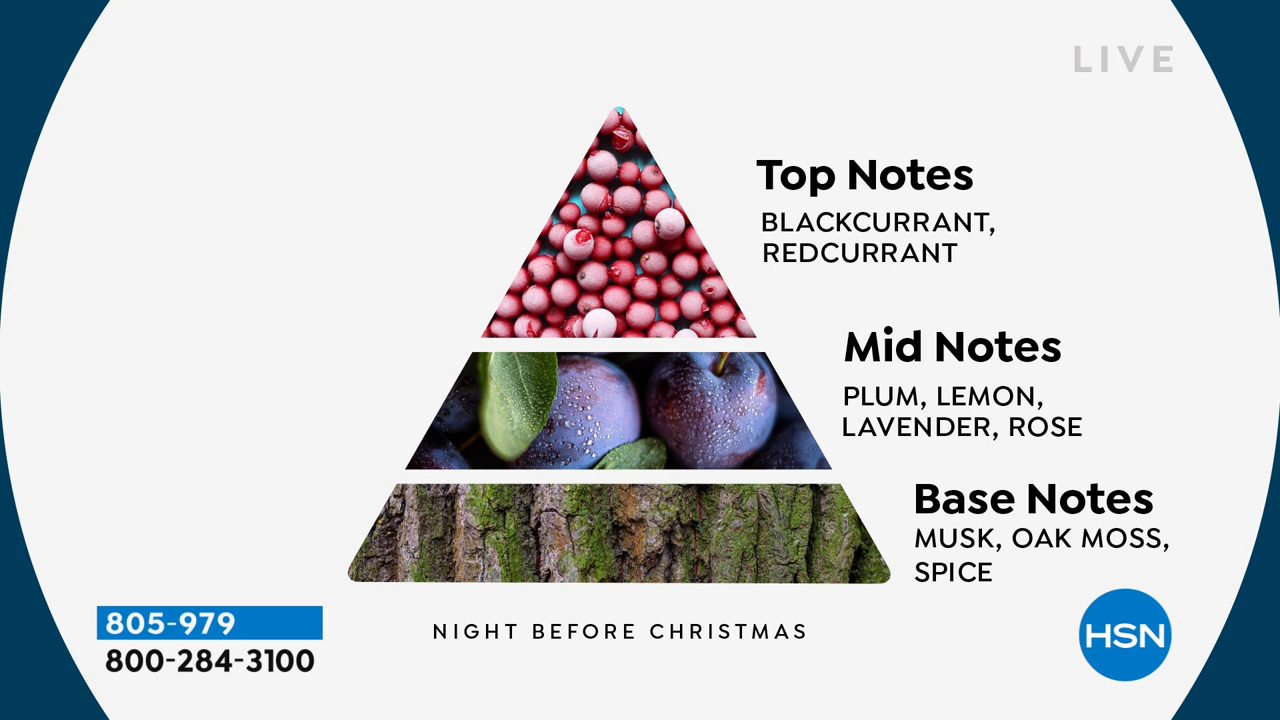 LIVE
Top Notes
BLACKCURRANT,
REDCURRANT
Mid Notes
PLUM, LEMON,
LAVENDER, ROSE
Base Notes
MUSK, OAK MOSS,
SPICE
NIGHT BEFORE CHRISTMAS
805-979
800-284-3100
HSN